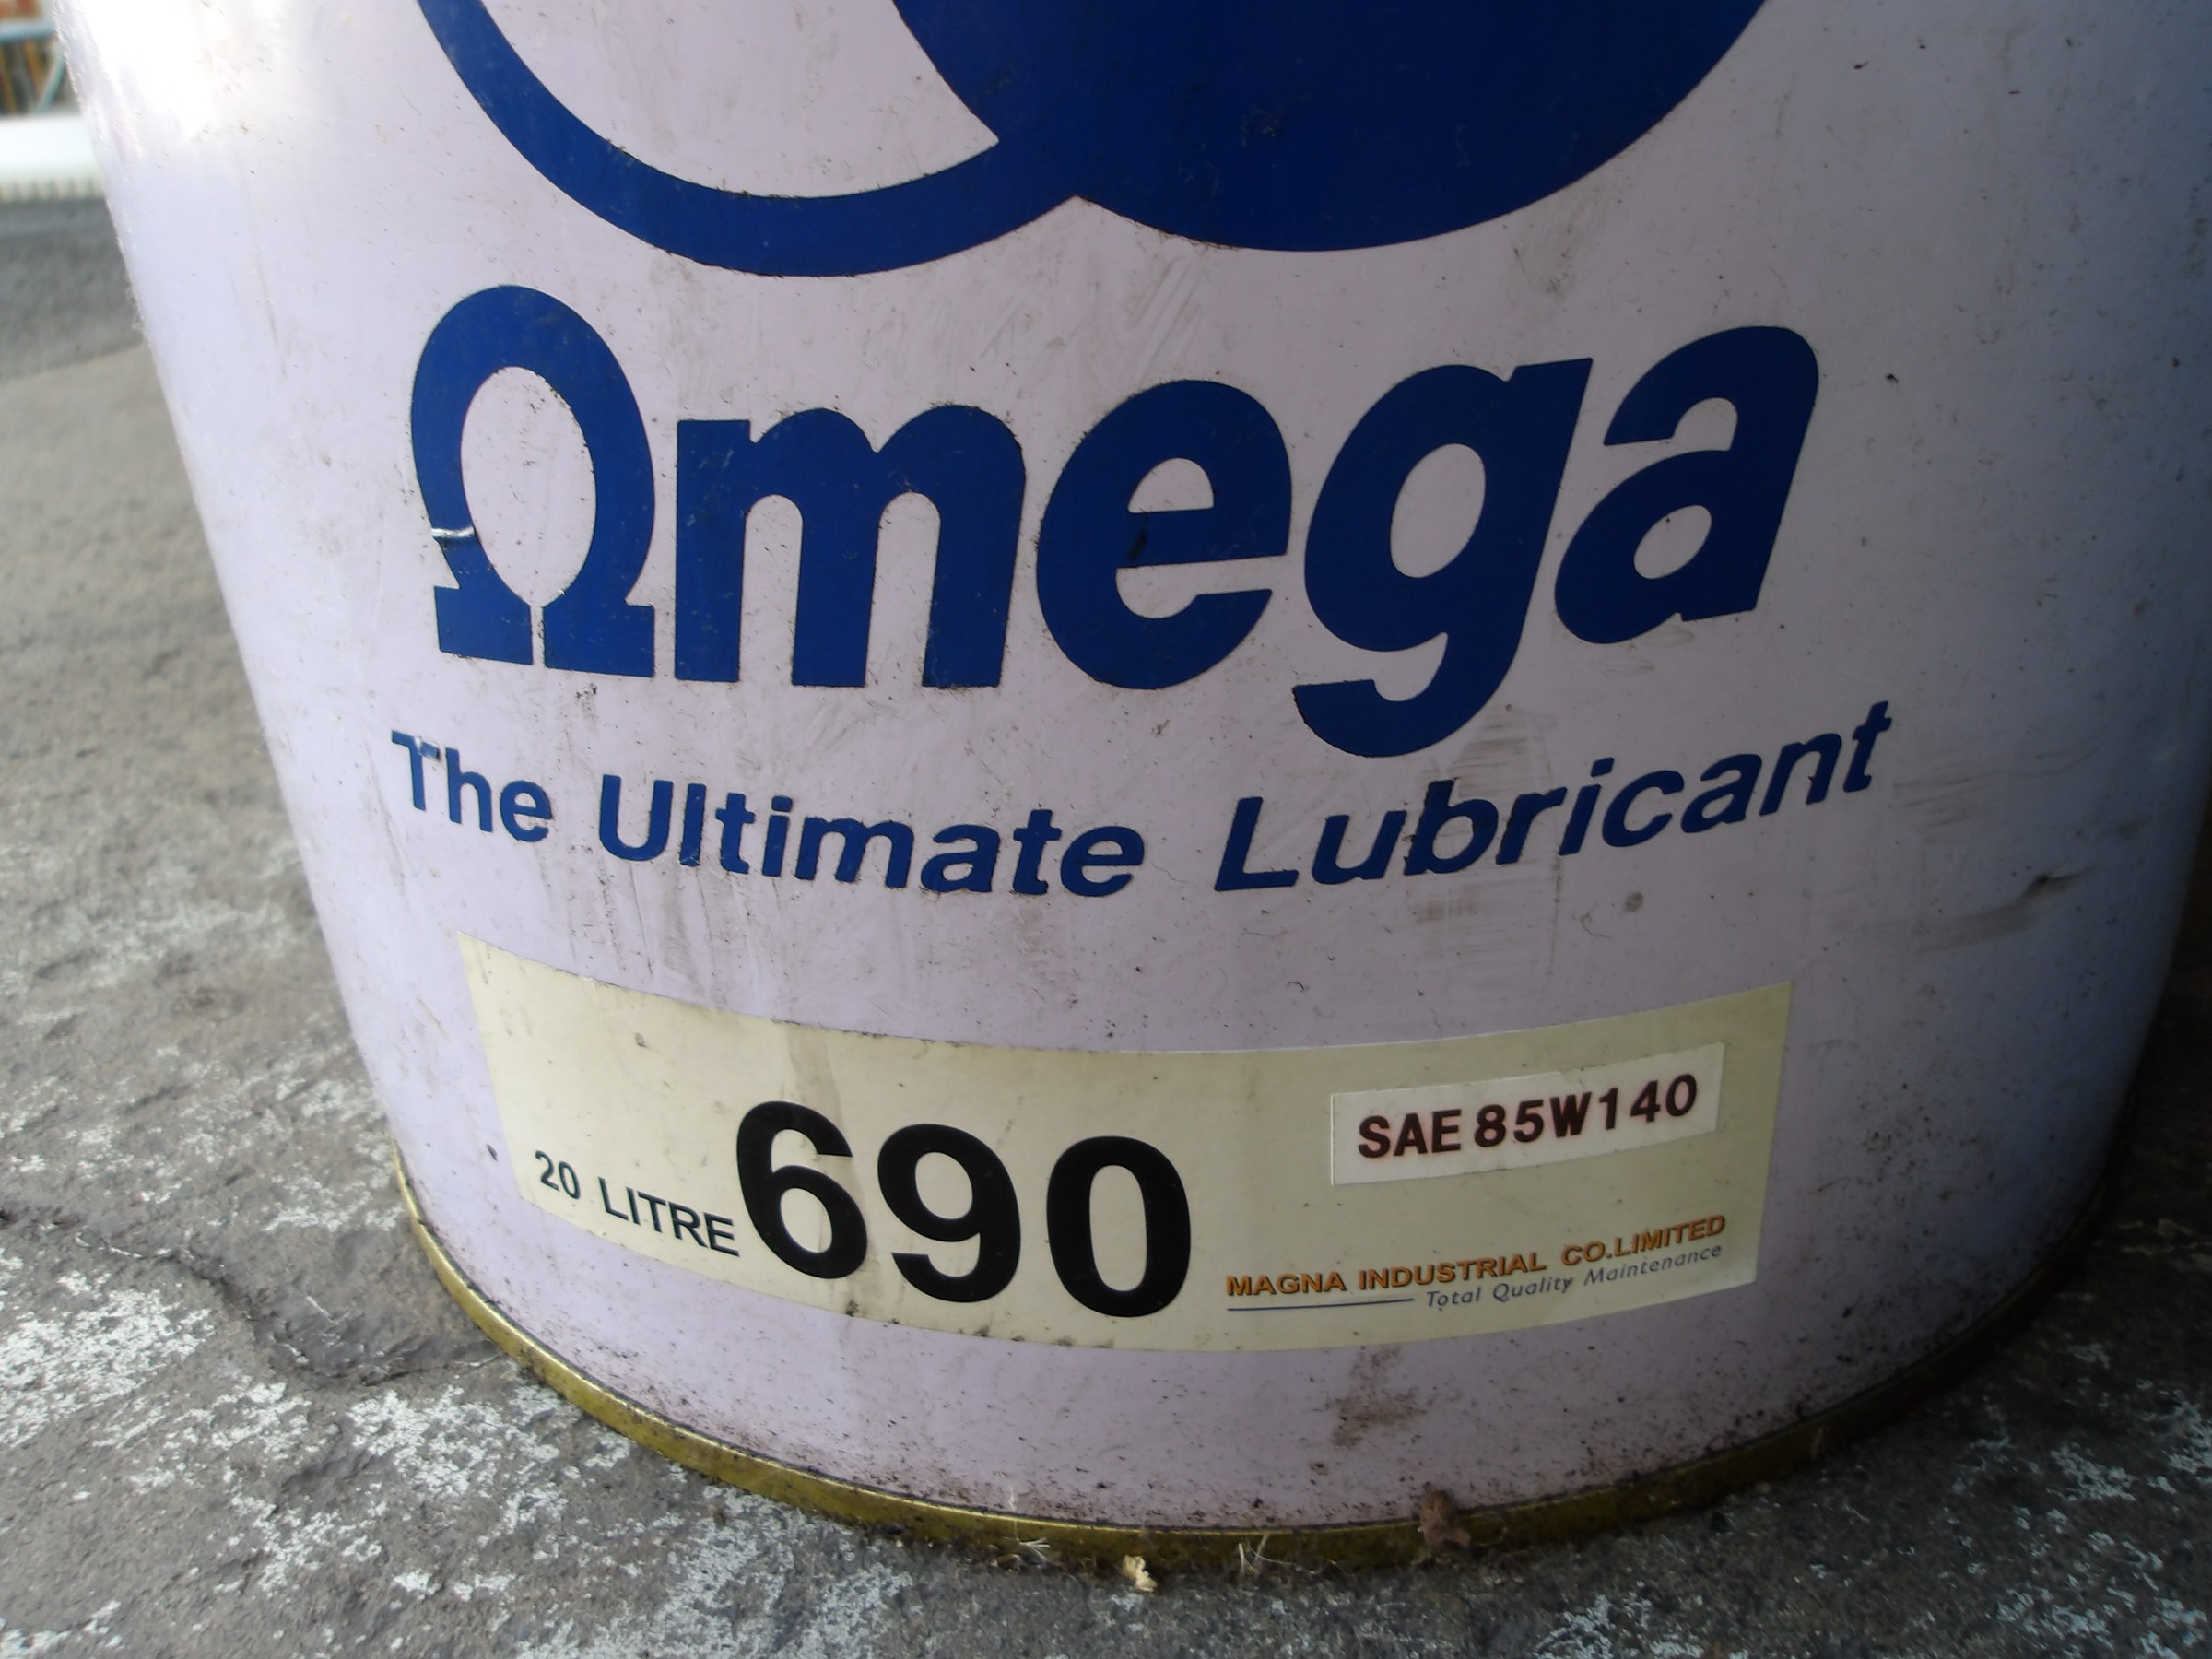 Ωmega
The Ultimate Lubricant
SAE 85W140
20 LITRE 690
MAGNA INDUSTRIAL CO.LIMITED
Total Quality Maintenance